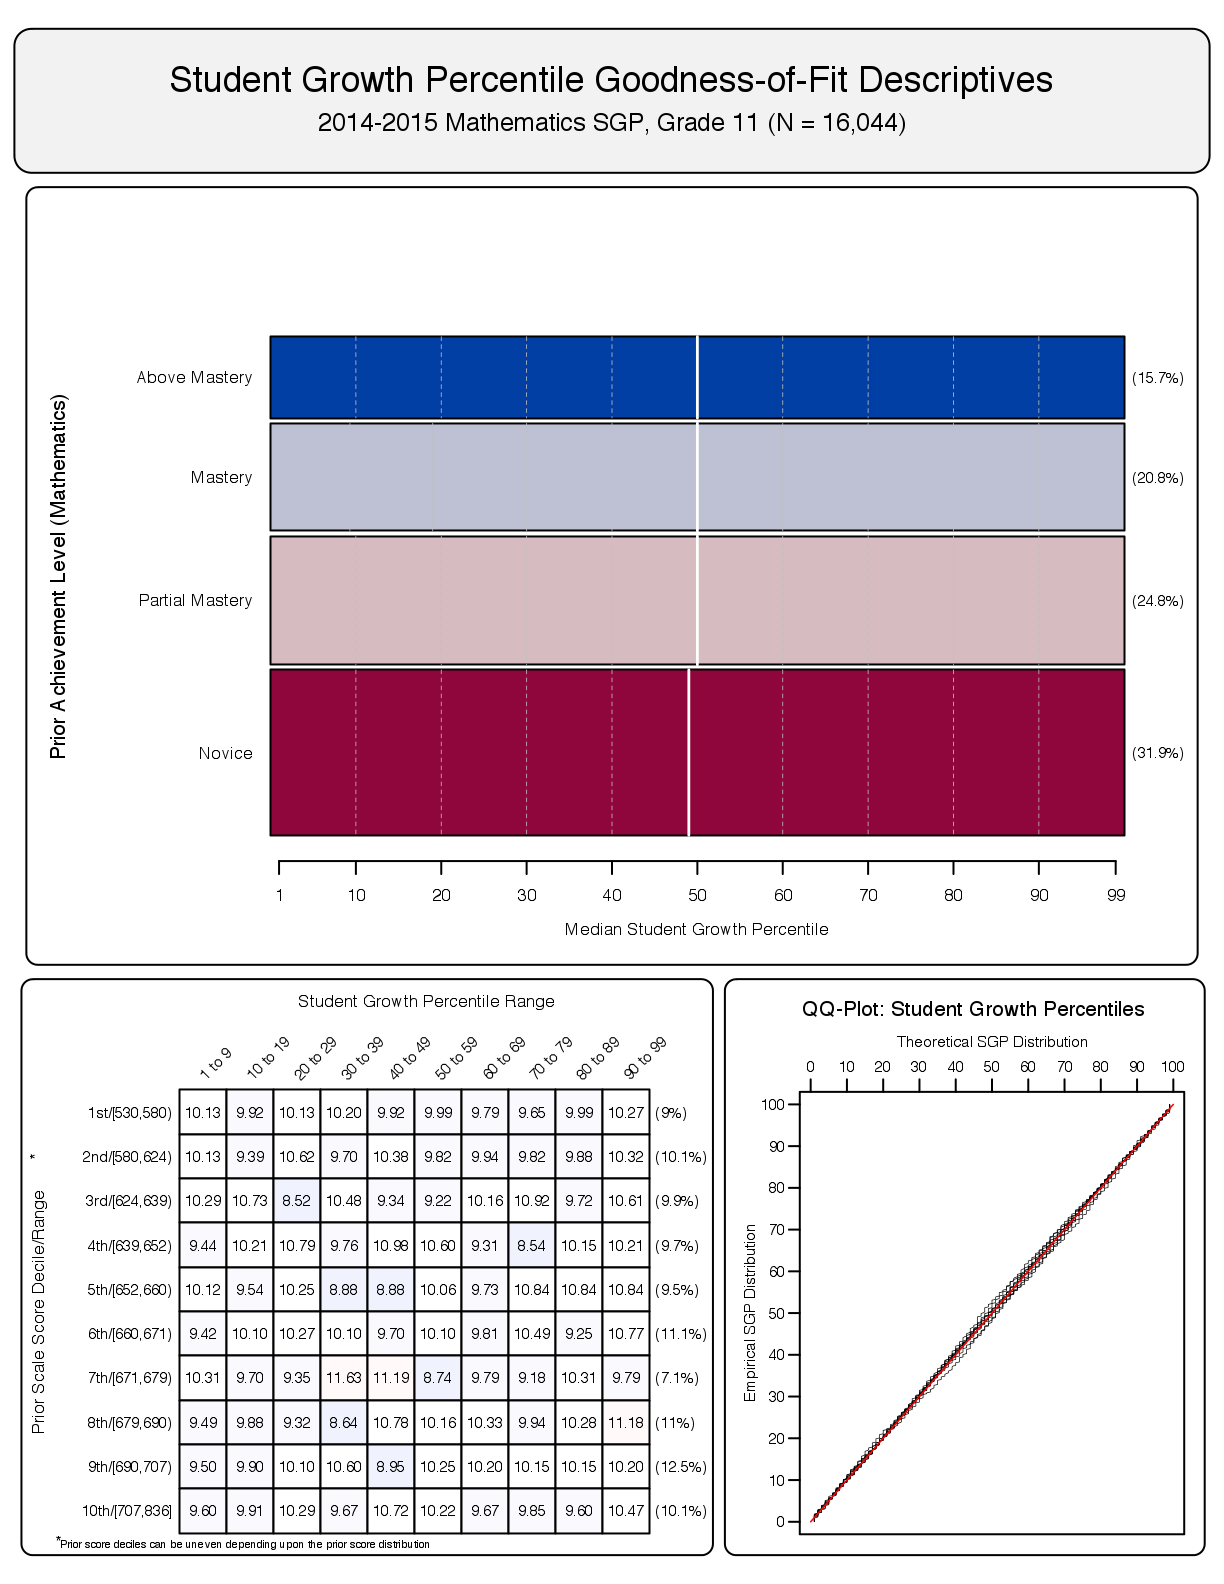 Student Growth Percentile Goodness-of-Fit Descriptives
2014-2015 Mathematics SGP, Grade 11 (N = 16,044)
Prior Achievement Level (Mathematics)
Above Mastery (15.7%)
Mastery (20.8%)
Partial Mastery (24.8%)
Novice (31.9%)
1 10 20 30 40 50 60 70 80 90 99
Median Student Growth Percentile
Student Growth Percentile Range
1 to 9 10 to 19 20 to 29 30 to 39 40 to 49 50 to 59 60 to 69 70 to 79 80 to 89 90 to 99
Prior Scale Score Decile/Range *
1st/[530,580) 10.13 9.92 10.13 10.20 9.92 9.99 9.79 9.65 9.99 10.27 (9%)
2nd/[580,624) 10.13 9.39 10.62 9.70 10.38 9.82 9.94 9.82 9.88 10.32 (10.1%)
3rd/[624,639) 10.29 10.73 8.52 10.48 9.34 9.22 10.16 10.92 9.72 10.61 (9.9%)
4th/[639,652) 9.44 10.21 10.79 9.76 10.98 10.60 9.31 8.54 10.15 10.21 (9.7%)
5th/[652,660) 10.12 9.54 10.25 8.88 8.88 10.06 9.73 10.84 10.84 10.84 (9.5%)
6th/[660,671) 9.42 10.10 10.27 10.10 9.70 10.10 9.81 10.49 9.25 10.77 (11.1%)
7th/[671,679) 10.31 9.70 9.35 11.63 11.19 8.74 9.79 9.18 10.31 9.79 (7.1%)
8th/[679,690) 9.49 9.88 9.32 8.64 10.78 10.16 10.33 9.94 10.28 11.18 (11%)
9th/[690,707) 9.50 9.90 10.10 10.60 8.95 10.25 10.20 10.15 10.15 10.20 (12.5%)
10th/[707,836] 9.60 9.91 10.29 9.67 10.72 10.22 9.67 9.85 9.60 10.47 (10.1%)
*Prior score deciles can be uneven depending upon the prior score distribution
QQ-Plot: Student Growth Percentiles
Theoretical SGP Distribution
0 10 20 30 40 50 60 70 80 90 100
Empirical SGP Distribution
100
90
80
70
60
50
40
30
20
10
0